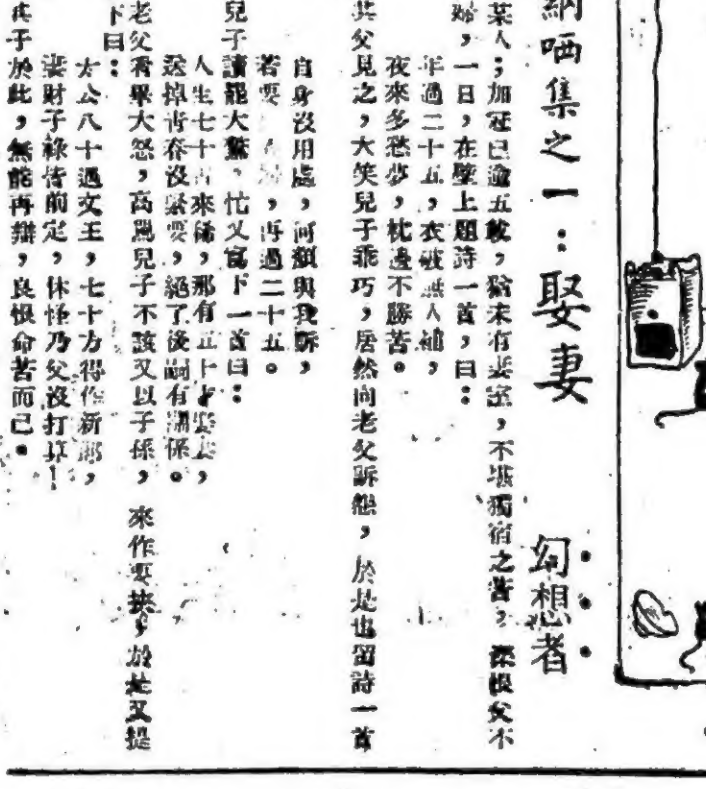 納哂集之一：娶妻　幻想者
某人；加冠已逾五載，猶未有妻室，不堪獨宿之苦，深恨父不
婦，一日，在壁上題詩一首，曰：
年過二十五，衣破無人補，
夜來多愁夢，枕邊不勝苦。
其父見之，大笑兒子乖巧，居然向老父訴怨，於是也留詩一首
自身沒用處，何顏與我訴，
若要，再過二十五。
兒子讀罷大驚，忙又寫下一首曰：
人生七十古來稀，那有五十才娶妻，
送掉青春沒緊要，絕了後嗣有關係。
老父看畢大怒，高罵兒子不該又以子孫，來作要挾，於是又提
下曰：
太公八十遇文王，七十方得作新郎，
妻財子祿皆前定，休怪乃父沒打算！
其子於此，無能再辯，良恨命苦而已。